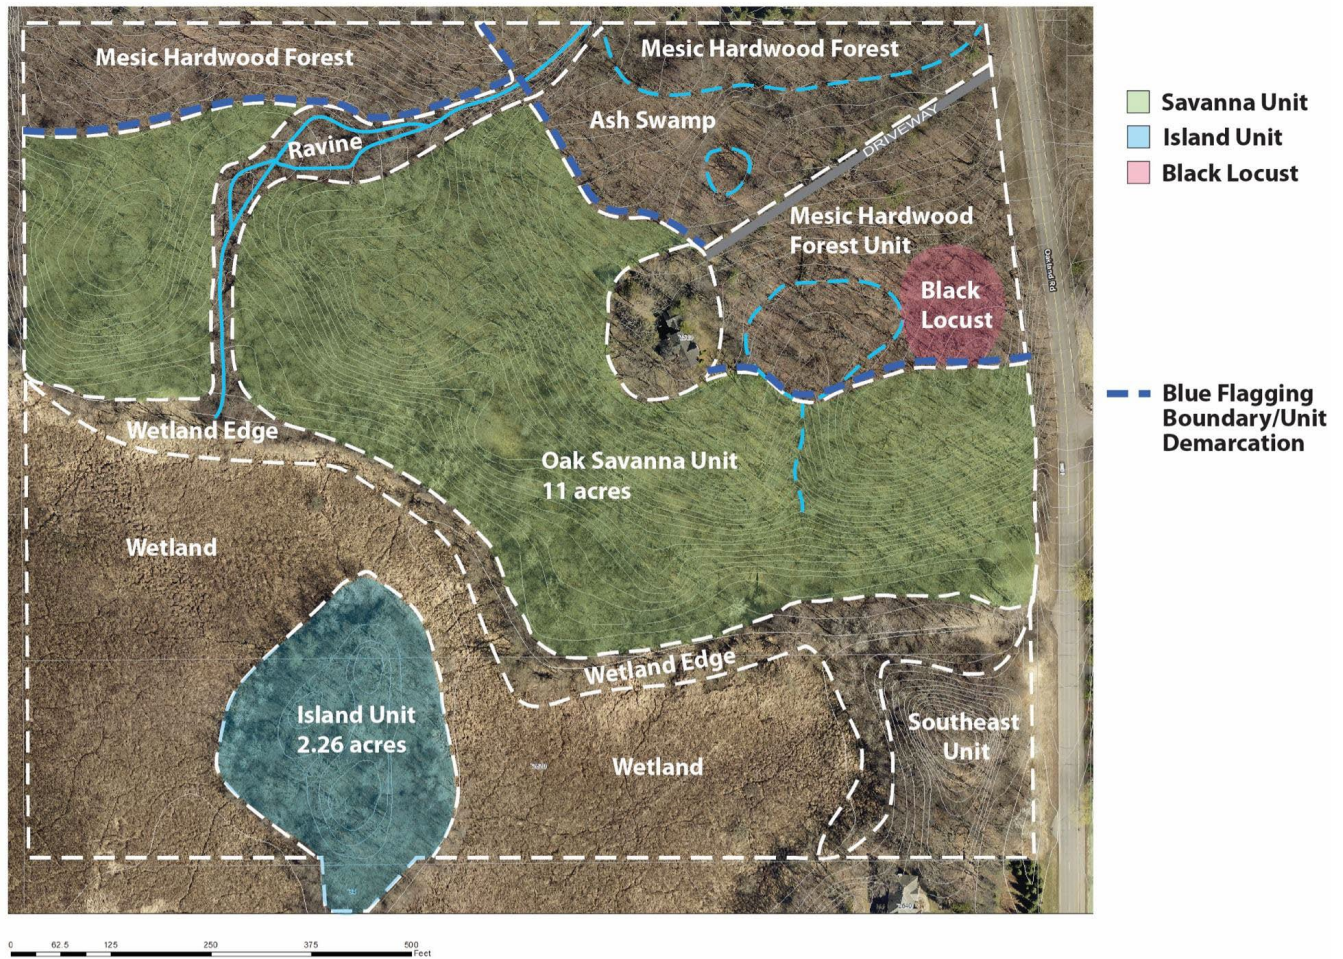 Mesic Hardwood Forest
Mesic Hardwood Forest
Ash Swamp
Ravine
DRIVEWAY
Mesic Hardwood
Forest Unit
Black
Locust
Oakland Rd
Wetland Edge
Oak Savanna Unit
11 acres
Wetland
Wetland Edge
Island Unit
2.26 acres
Wetland
Southeast
Unit
Savanna Unit
Island Unit
Black Locust
Blue Flagging
Boundary/Unit
Demarcation
0 62.5 125 250 375 500
Feet